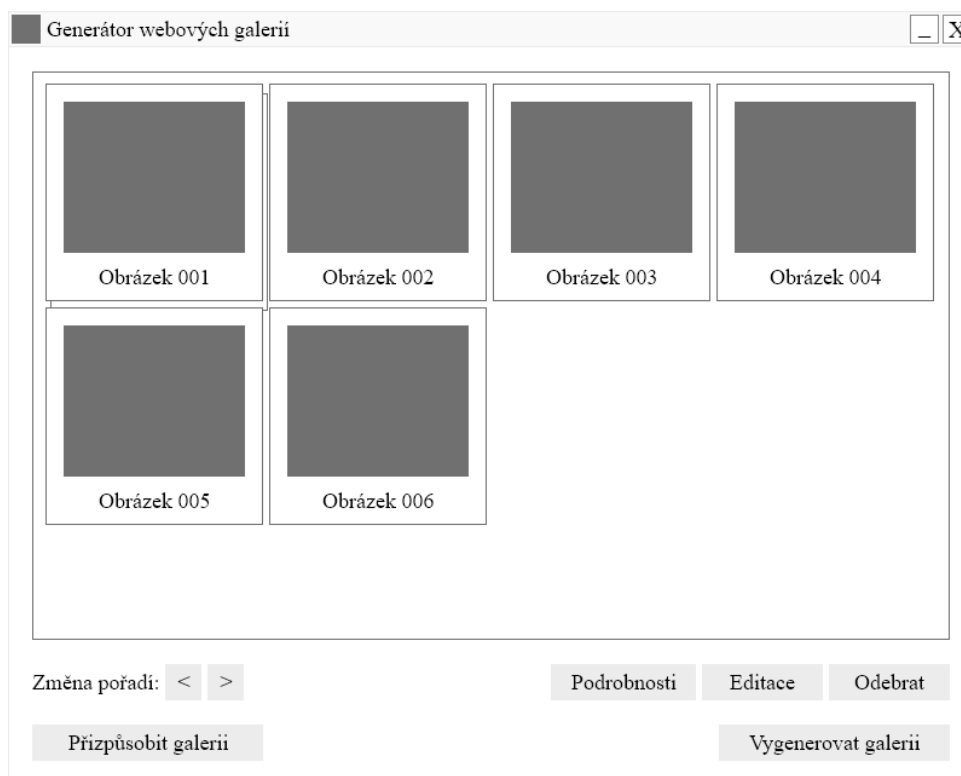 Generátor webových galerií _ X
Obrázek 001 Obrázek 002 Obrázek 003 Obrázek 004
Obrázek 005 Obrázek 006
Změna pořadí: < > Podrobnosti Editace Odebrat
Přizpůsobit galerii Vygenerovat galerii